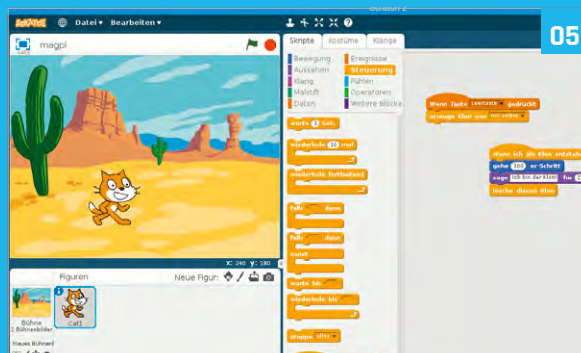 SCRATCH Datei▾ Bearbeiten▾
05
magpi
Skripte Kostüme Klänge
Bewegung Ereignisse
Aussehen Steuerung
Klang Fühlen
Malstift Operatoren
Daten Weitere Blöcke
warte 1 Sek.
wiederhole 10 mal
wiederhole fortlaufend
falls dann
falls dann
sonst
warte bis
wiederhole bis
stoppe alles
Wenn Taste Leertaste gedrückt
erzeuge Klon von mir selbst
Wenn ich als Klon entstehe
gehe 100 er-Schritt
sage Ich bin der Klon! für 2
lösche diesen Klon
x: 240 y: 180
Figuren Neue Figur:
Bühne
2 Bühnenbilder
Cat1
Neues Bühnenbild